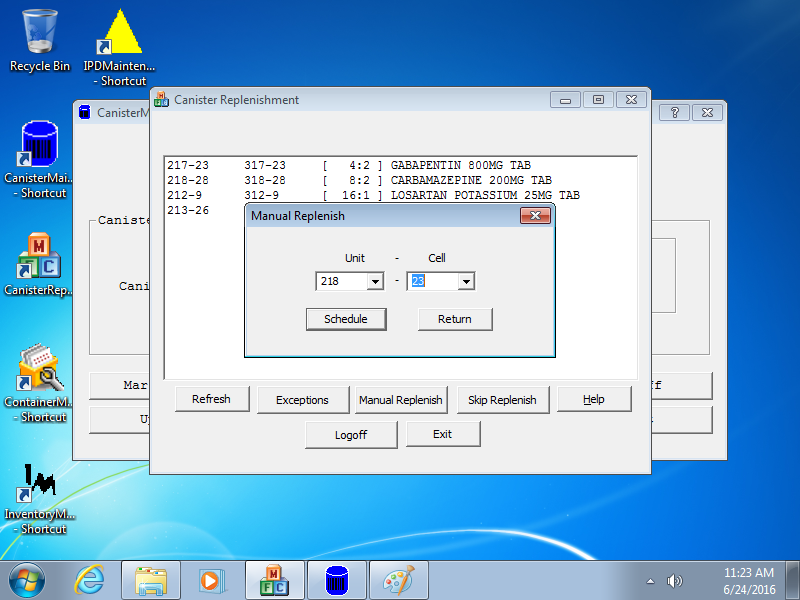 Recycle Bin
IPDMainten...
- Shortcut
Canister Replenishment
CanisterM
?
CanisterMai...
- Shortcut
217-23 317-23 [ 4:2 ] GABAPENTIN 800MG TAB
218-28 318-28 [ 8:2 ] CARBAMAZEPINE 200MG TAB
212-9 312-9 [ 16:1 ] LOSARTAN POTASSIUM 25MG TAB
213-26
Manual Replenish
Caniste
Unit - Cell
218 - 23
Cani
CanisterRep...
- Shortcut
Schedule Return
Mar
ff
Refresh Exceptions Manual Replenish Skip Replenish Help
ContainerM...
- Shortcut
U
Logoff Exit
InventoryM...
- Shortcut
11:23 AM
6/24/2016